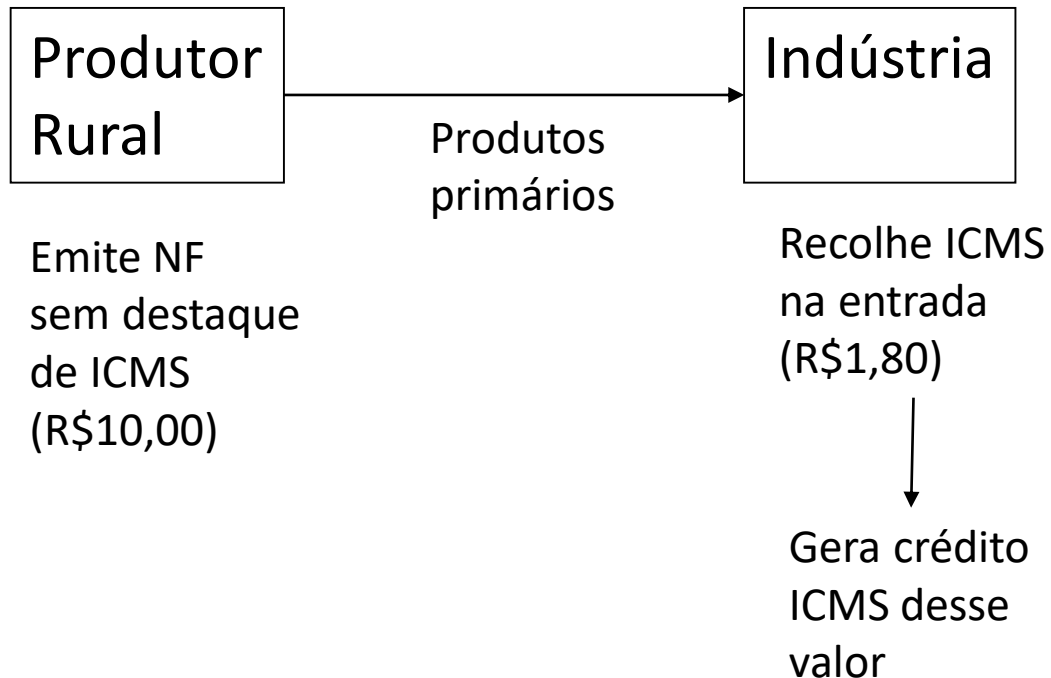 Produtor
Rural
Indústria
Produtos
primários
Emite NF
sem destaque
de ICMS
(R$10,00)
Recolhe ICMS
na entrada
(R$1,80)
Gera crédito
ICMS desse
valor